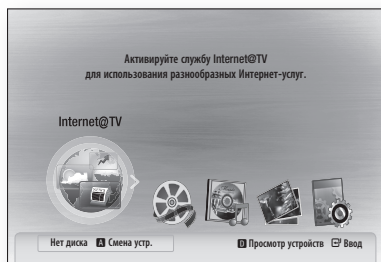 Активируйте службу Internet@TV
для использования разнообразных Интернет-услуг.
Internet@TV
Нет диска A Смена устр. D Просмотр устройств Ввод